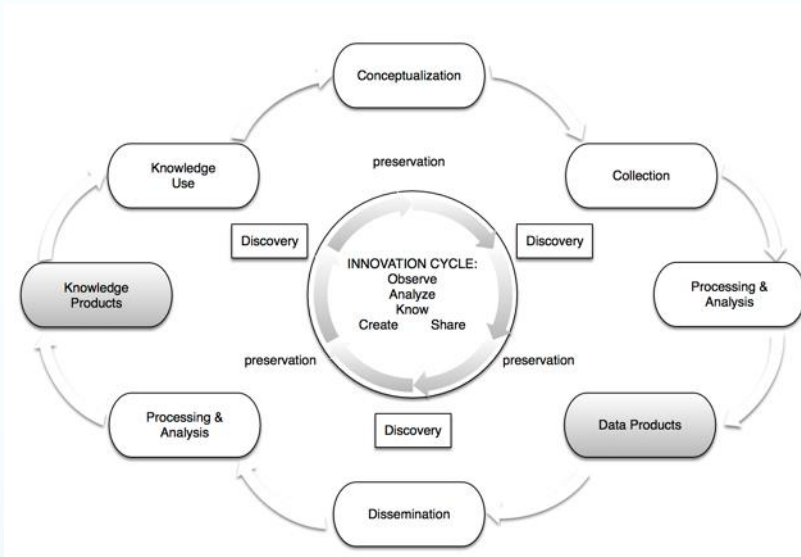 Conceptualization
Knowledge
Use
preservation
Collection
Discovery
Discovery
INNOVATION CYCLE:
Observe
Analyze
Know
Create Share
Knowledge
Products
Processing &
Analysis
preservation
preservation
Processing &
Analysis
Discovery
Data Products
Dissemination